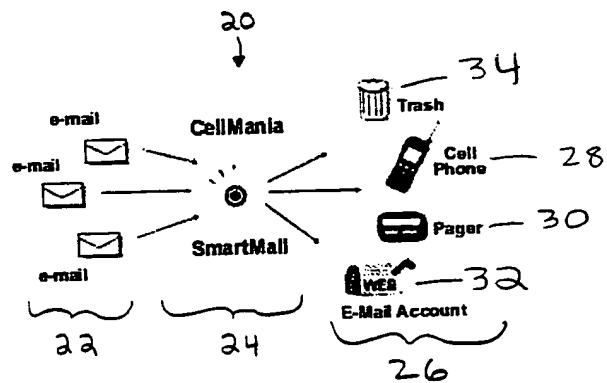 20
34
Trash
e-mail
CellMania
e-mail
Cell
Phone
28
Pager
30
SmartMail
e-mail
WEB
32
E-Mail Account
22
24
26